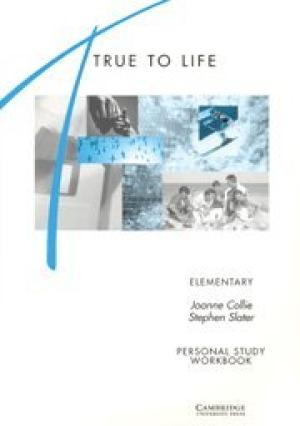 TRUE TO LIFE
ELEMENTARY
Joanne Collie
Stephen Slater
PERSONAL STUDY
WORKBOOK
CAMBRIDGE
UNIVERSITY PRESS